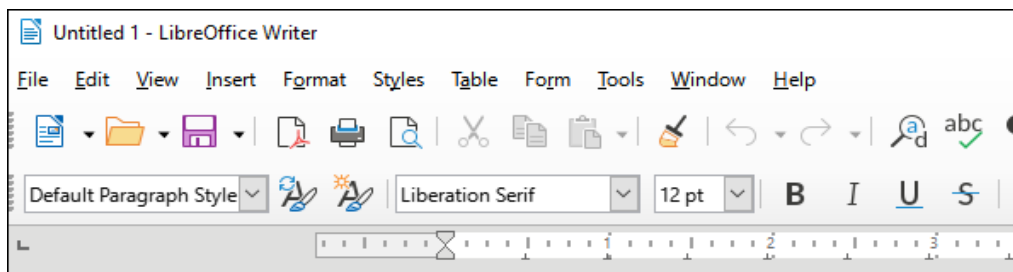 Untitled 1 - LibreOffice Writer
File Edit View Insert Format Styles Table Form Tools Window Help
a d abc
Default Paragraph Style Liberation Serif 12 pt B I U S
1 2 3